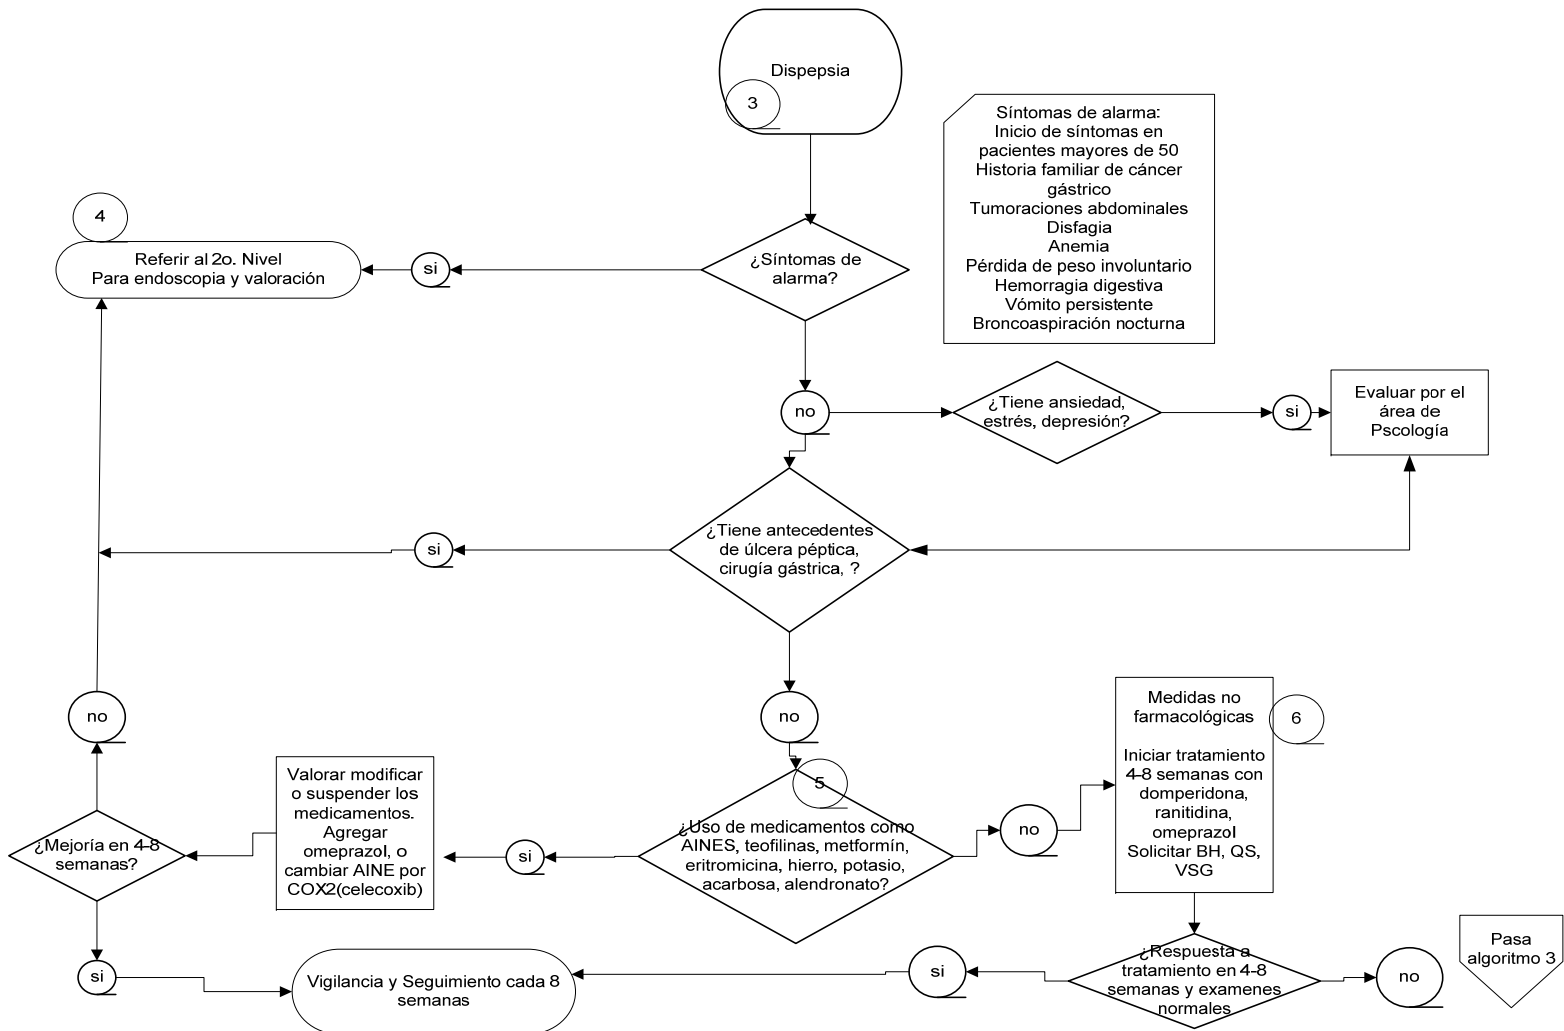 Dispepsia
3
Síntomas de alarma:
Inicio de síntomas en
pacientes mayores de 50
Historia familiar de cáncer
gástrico
Tumoraciones abdominales
Disfagia
Anemia
Pérdida de peso involuntario
Hemorragia digestiva
Vómito persistente
Broncoaspiración nocturna
4
Referir al 2o. Nivel
Para endoscopia y valoración
si
¿Síntomas de
alarma?
no
¿Tiene ansiedad,
estrés, depresión?
si
Evaluar por el
área de
Pscología
si
¿Tiene antecedentes
de úlcera péptica,
cirugía gástrica, ?
no
no
Medidas no
farmacológicas
6
Iniciar tratamiento
4-8 semanas con
domperidona,
ranitidina,
omeprazol
Solicitar BH, QS,
VSG
¿Mejoría en 4-8
semanas?
Valorar modificar
o suspender los
medicamentos.
Agregar
omeprazol, o
cambiar AINE por
COX2(celecoxib)
si
5
¿Uso de medicamentos como
AINES, teofilinas, metformín,
eritromicina, hierro, potasio,
acarbosa, alendronato?
no
si
Vigilancia y Seguimiento cada 8
semanas
si
¿Respuesta a
tratamiento en 4-8
semanas y examenes
normales
no
Pasa
algoritmo 3